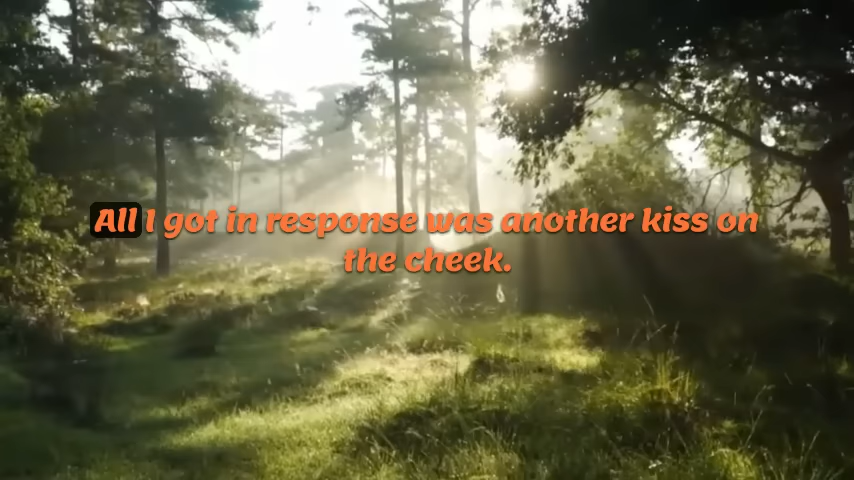 All I got in response was another kiss on
the cheek.